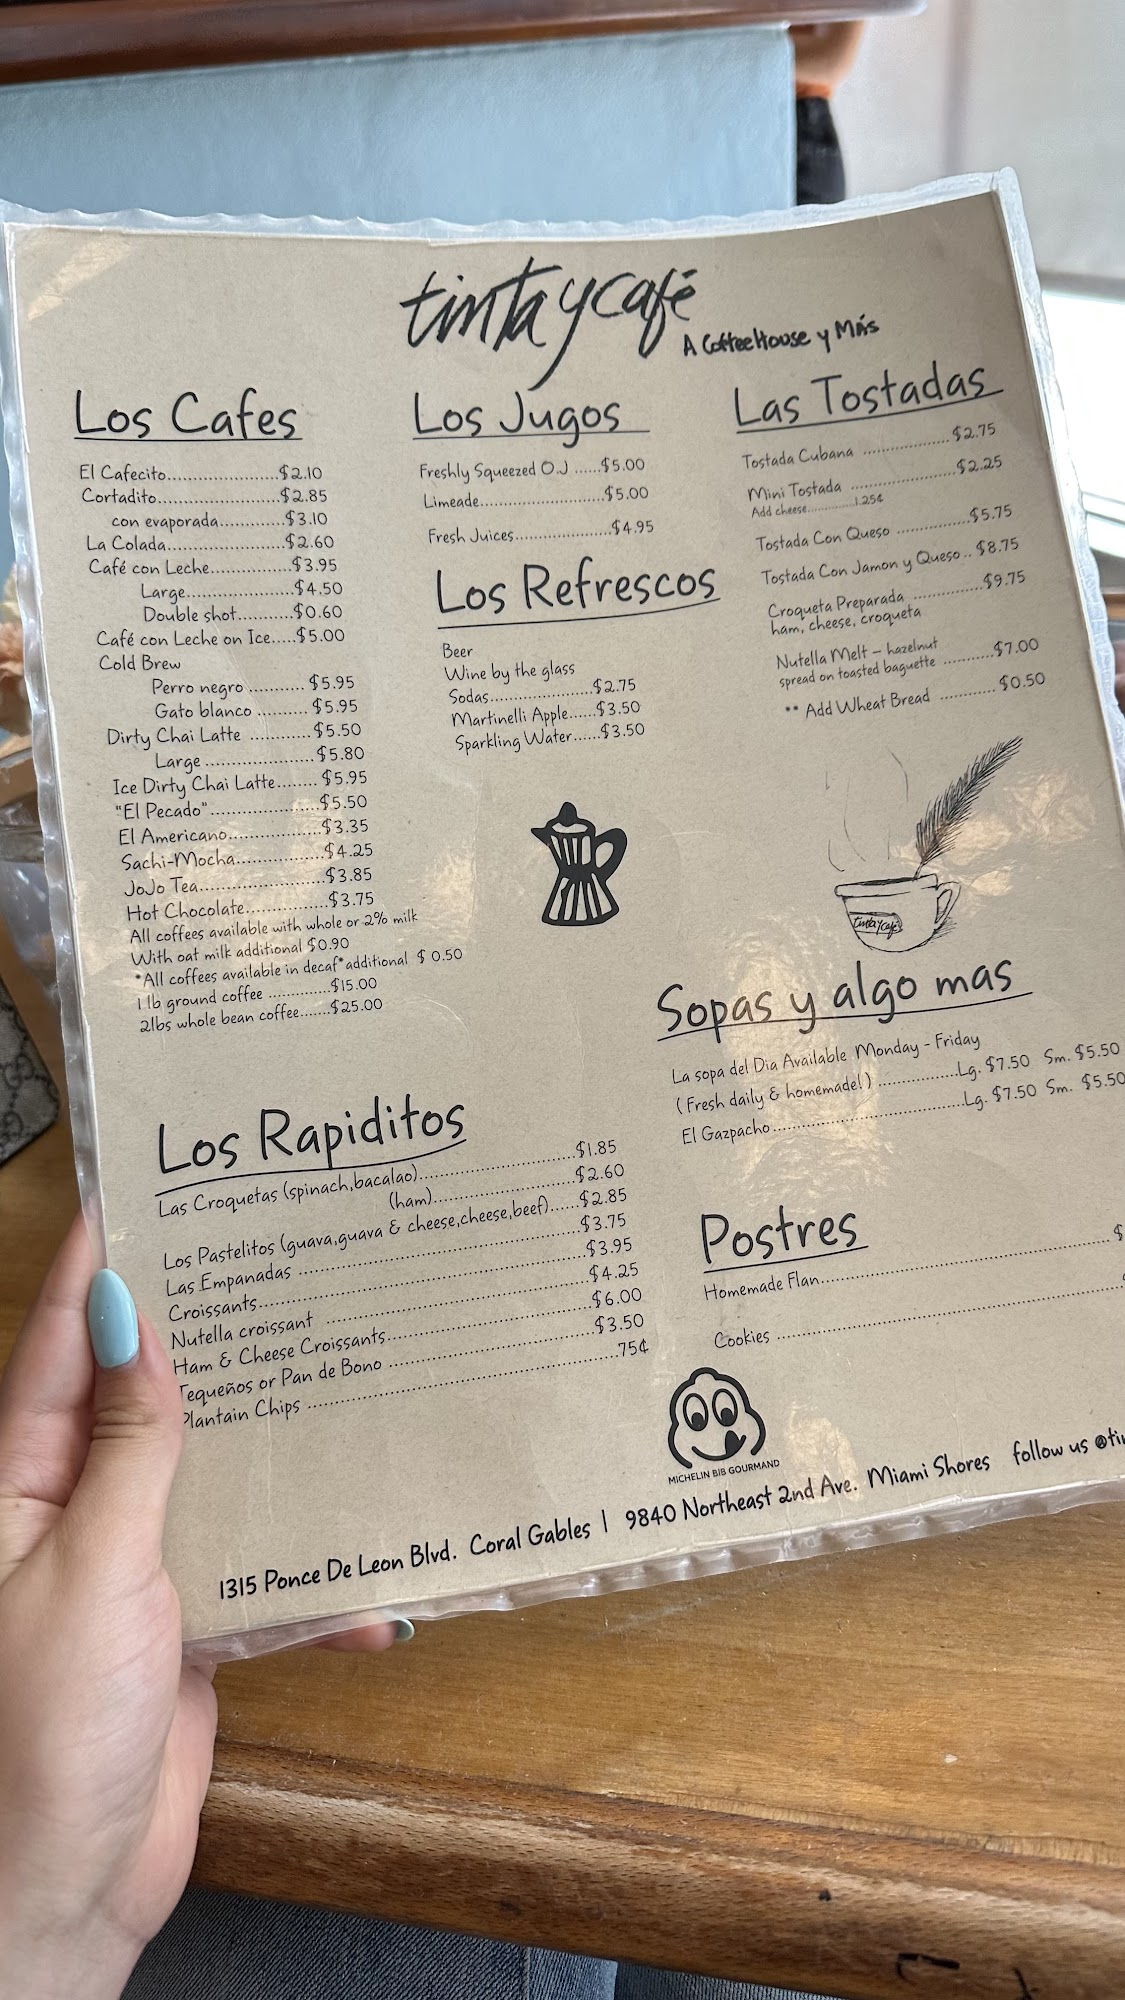 tinta y café
A CoffeeHouse y Más
Los Cafes
El Cafecito......................$2.10
Cortadito.......................$2.85
con evaporada............$3.10
La Colada......................$2.60
Café con Leche...............$3.95
Large.........................$4.50
Double shot..........$0.60
Café con Leche on Ice.....$5.00
Cold Brew
Perro negro ........... $5.95
Gato blanco .......... $5.95
Dirty Chai Latte ............$5.50
Large ......................$5.80
Ice Dirty Chai Latte........ $5.95
"El Pecado".....................$5.50
El Americano..................$3.35
Sachi-Mocha.................$4.25
JoJo Tea........................$3.85
Hot Chocolate................$3.75
All coffees available with whole or 2% milk
With oat milk additional $0.90
*All coffees available in decaf*additional $ 0.50
1 lb ground coffee .............$15.00
2lbs whole bean coffee.......$25.00
Los Jugos
Freshly Squeezed O.J ......$5.00
Limeade........................$5.00
Fresh Juices.....................$4.95
Los Refrescos
Beer
Wine by the glass
Sodas....................$2.75
Martinelli Apple......$3.50
Sparkling Water......$3.50
Las Tostadas
Tostada Cubana ............$2.75
Mini Tostada ......................$2.25
Add cheese.............1.25¢
Tostada Con Queso ...............$5.75
Tostada Con Jamon y Queso .. $8.75
Croqueta Preparada ..............$9.75
ham, cheese, croqueta
Nutella Melt – hazelnut
spread on toasted baguette ..........$7.00
** Add Wheat Bread ........... $0.50
tinta y café
Sopas y algo mas
La sopa del Dia Available Monday - Friday
(Fresh daily & homemade!) ................Lg. $7.50 Sm. $5.50
El Gazpacho......................................Lg. $7.50 Sm. $5.50
Los Rapiditos
Las Croquetas (spinach,bacalao)...........................$1.85
(ham)........................$2.60
Los Pastelitos (guava,guava & cheese,cheese,beef)......$2.85
Las Empanadas ..................................................$3.75
Croissants..........................................................$3.95
Nutella croissant ..............................................$4.25
Ham & Cheese Croissants....................................$6.00
Tequeños or Pan de Bono ...................................$3.50
Plantain Chips ....................................................75¢
Postres
Homemade Flan...................................................$
Cookies ...............................................................
MICHELIN BIB GOURMAND
1315 Ponce De Leon Blvd. Coral Gables | 9840 Northeast 2nd Ave. Miami Shores follow us @ti